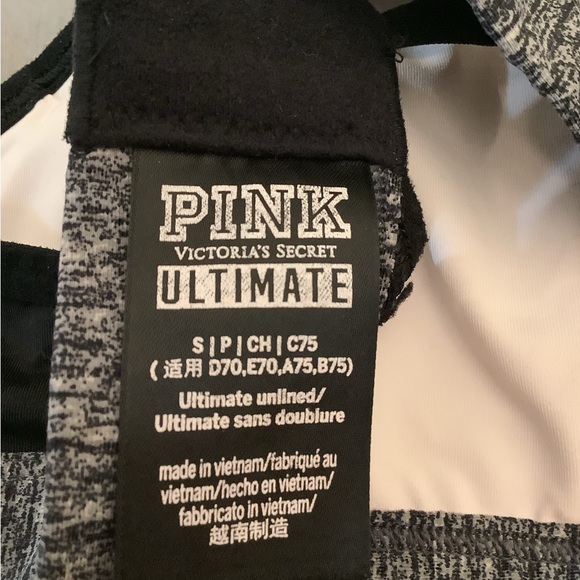 PINK
VICTORIA'S SECRET
ULTIMATE
S|P|CH|C75
(适用 D70,E70,A75,B75)
Ultimate unlined/
Ultimate sans doublure
made in vietnam/fabriqué au
vietnam/hecho en vietnam/
fabbricato in vietnam/
越南制造